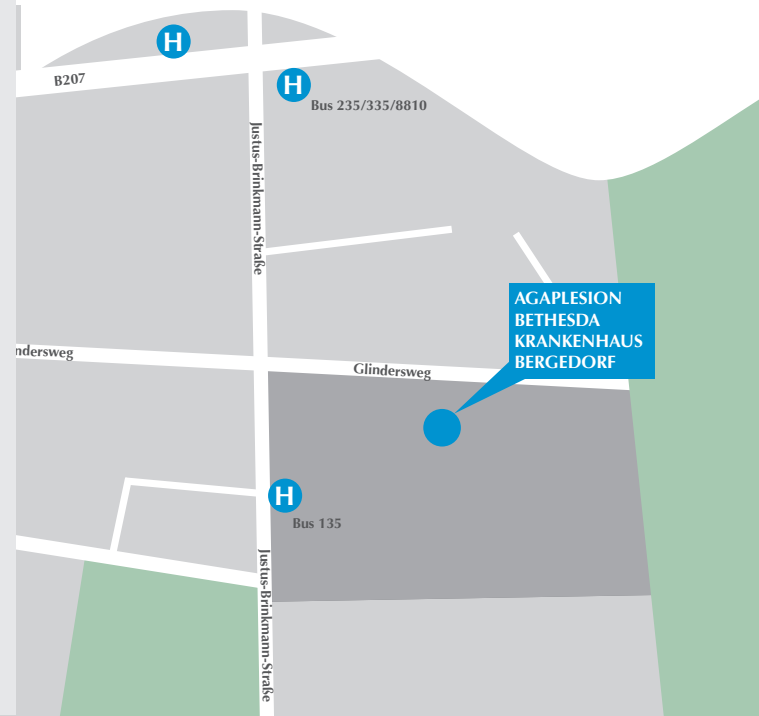 H
B207
H
Bus 235/335/8810
Justus-Brinkmann-Straße
AGAPLESION
BETHESDA
KRANKENHAUS
BERGEDORF
ndersweg
Glindersweg
H
Bus 135
Justus-Brinkmann-Straße